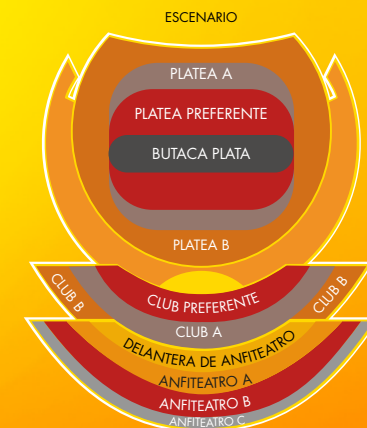 ESCENARIO
PLATEA A
PLATEA PREFERENTE
BUTACA PLATA
PLATEA B
CLUB B
CLUB PREFERENTE
CLUB B
CLUB A
DELANTERA DE ANFITEATRO
ANFITEATRO A
ANFITEATRO B
ANFITEATRO C